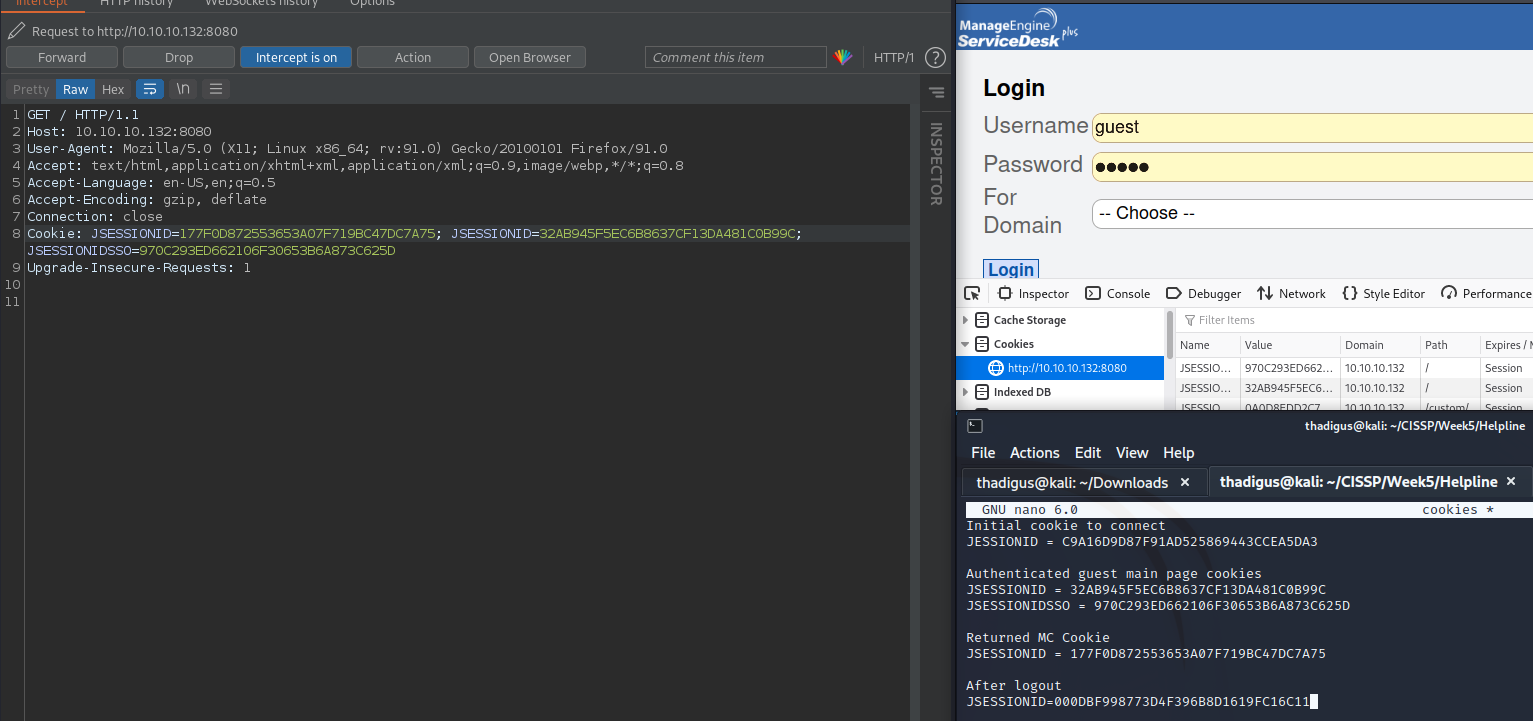 Intercept HTTP history WebSockets history Options
Request to http://10.10.10.132:8080
Forward Drop Intercept is on Action Open Browser Comment this item HTTP/1 ?
Pretty Raw Hex \n
INSPECTOR
1 GET / HTTP/1.1
2 Host: 10.10.10.132:8080
3 User-Agent: Mozilla/5.0 (X11; Linux x86_64; rv:91.0) Gecko/20100101 Firefox/91.0
4 Accept: text/html,application/xhtml+xml,application/xml;q=0.9,image/webp,*/*;q=0.8
5 Accept-Language: en-US,en;q=0.5
6 Accept-Encoding: gzip, deflate
7 Connection: close
8 Cookie: JSESSIONID=177F0D872553653A07F719BC47DC7A75; JSESSIONID=32AB945F5EC6B8637CF13DA481C0B99C;
JSESSIONIDSSO=970C293ED662106F30653B6A873C625D
9 Upgrade-Insecure-Requests: 1
10
11
ManageEngine
ServiceDesk plus
Login
Username guest
Password ●●●●●
For
Domain
-- Choose --
Login
Inspector Console Debugger Network Style Editor Performance
Cache Storage
Cookies
http://10.10.10.132:8080
Indexed DB
Filter Items
Name Value Domain Path Expires / M
JSESSIO... 970C293ED662... 10.10.10.132 / Session
JSESSIO... 32AB945F5EC6... 10.10.10.132 / Session
JSESSIO... 0A0D8EDD2C7... 10.10.10.132 /custom/ Session
thadigus@kali: ~/CISSP/Week5/Helpline
File Actions Edit View Help
thadigus@kali: ~/Downloads × thadigus@kali: ~/CISSP/Week5/Helpline ×
GNU nano 6.0 cookies *
Initial cookie to connect
JESSIONID = C9A16D9D87F91AD525869443CCEA5DA3
Authenticated guest main page cookies
JSESSIONID = 32AB945F5EC6B8637CF13DA481C0B99C
JSESSIONIDSSO = 970C293ED662106F30653B6A873C625D
Returned MC Cookie
JSESSIONID = 177F0D872553653A07F719BC47DC7A75
After logout
JSESSIONID=000DBF998773D4F396B8D1619FC16C11